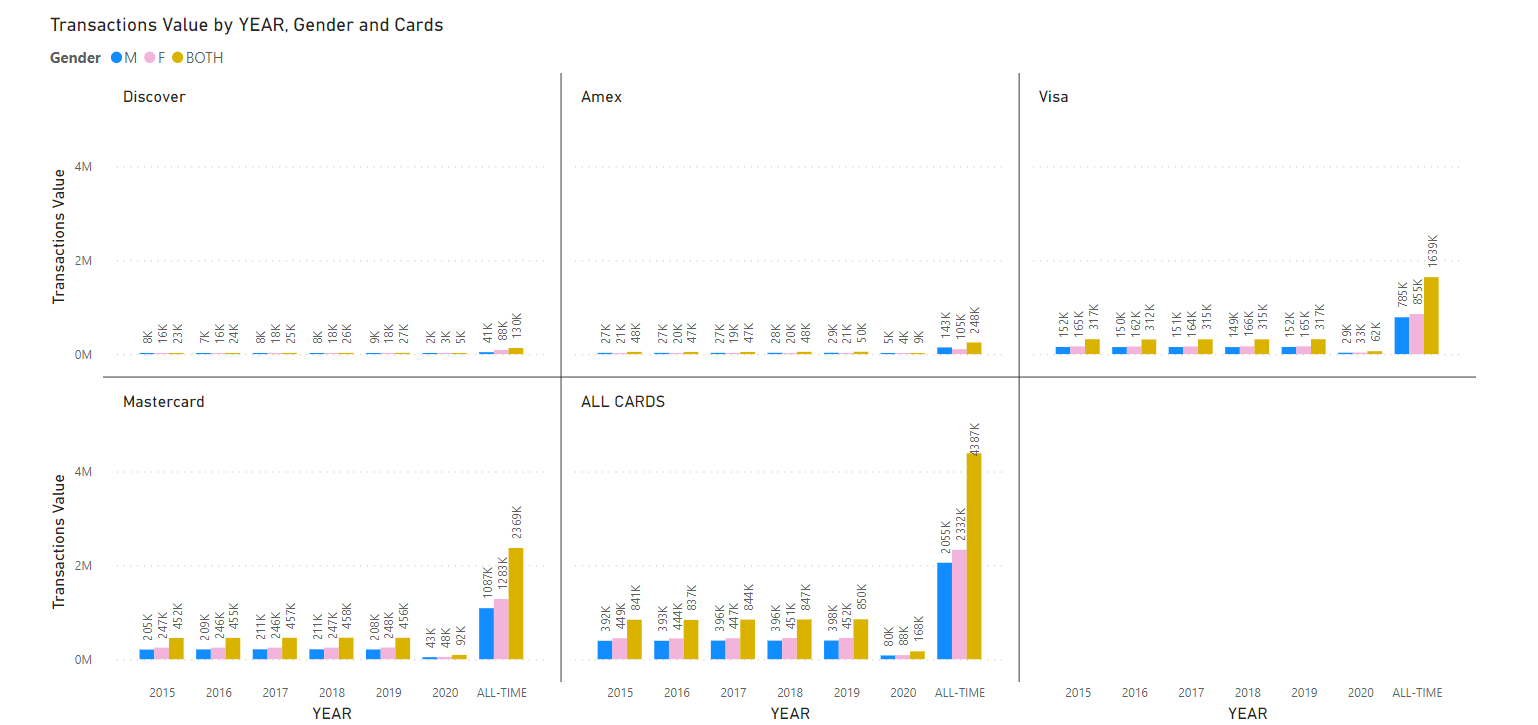 Transactions Value by YEAR, Gender and Cards
Gender M F BOTH
Discover
Transactions Value
4M
2M
0M
8K 16K 23K 7K 16K 24K 8K 18K 25K 8K 18K 26K 9K 18K 27K 2K 3K 5K 41K 88K 130K
Amex
27K 21K 48K 27K 20K 47K 27K 19K 47K 28K 20K 48K 29K 21K 50K 5K 4K 9K 143K 105K 248K
Visa
152K 165K 317K 150K 162K 312K 151K 164K 315K 149K 166K 315K 152K 165K 317K 29K 33K 62K 785K 855K 1639K
Mastercard
Transactions Value
4M
2M
0M
205K 247K 452K 209K 246K 455K 211K 246K 457K 211K 247K 458K 208K 248K 456K 43K 48K 92K 1087K 1283K 2369K
2015 2016 2017 2018 2019 2020 ALL-TIME
YEAR
ALL CARDS
392K 449K 841K 393K 444K 837K 396K 447K 844K 396K 451K 847K 398K 452K 850K 80K 88K 168K 2055K 2332K 4387K
2015 2016 2017 2018 2019 2020 ALL-TIME
YEAR
2015 2016 2017 2018 2019 2020 ALL-TIME
YEAR